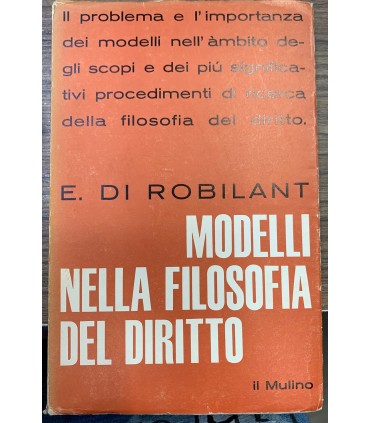 Il problema e l'importanza
dei modelli nell'àmbito de-
gli scopi e dei piú significa-
tivi procedimenti di ricerca
della filosofia del diritto.
E. DI ROBILANT
MODELLI
NELLA FILOSOFIA
DEL DIRITTO
il Mulino